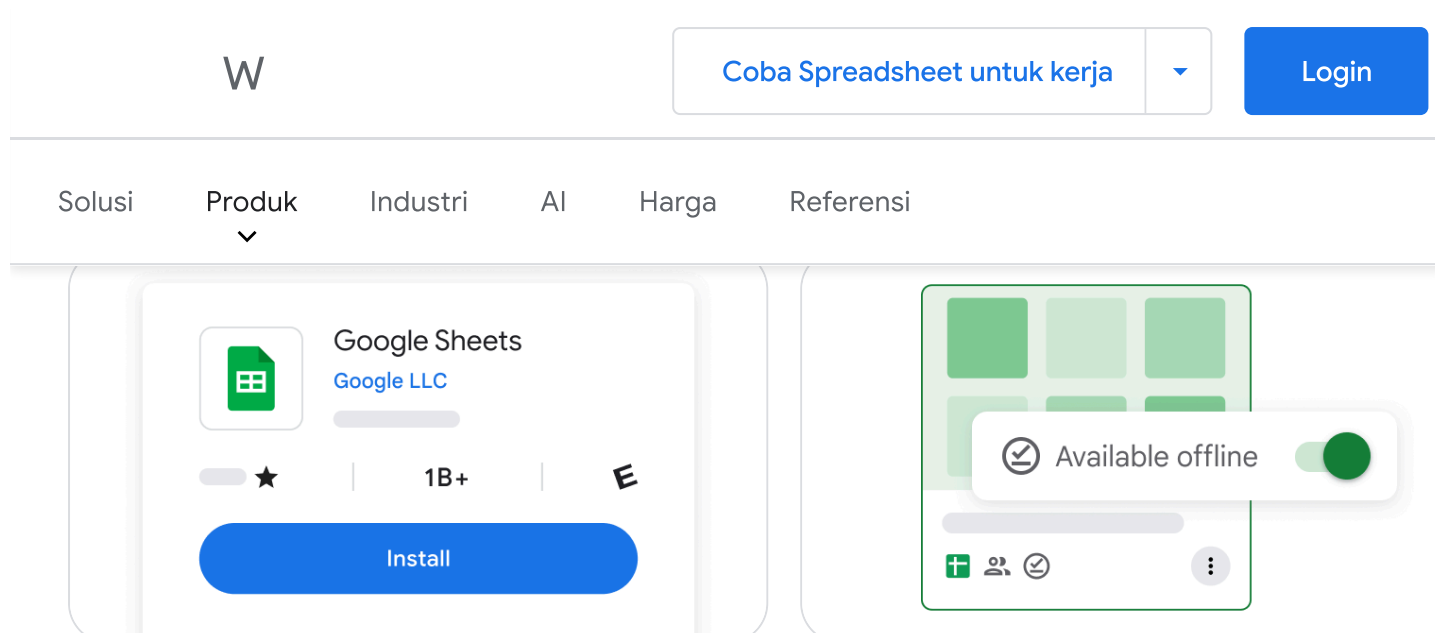 W
Coba Spreadsheet untuk kerja
Login
Solusi
Produk
Industri
AI
Harga
Referensi
Google Sheets
Google LLC
1B+
E
Install
Available offline